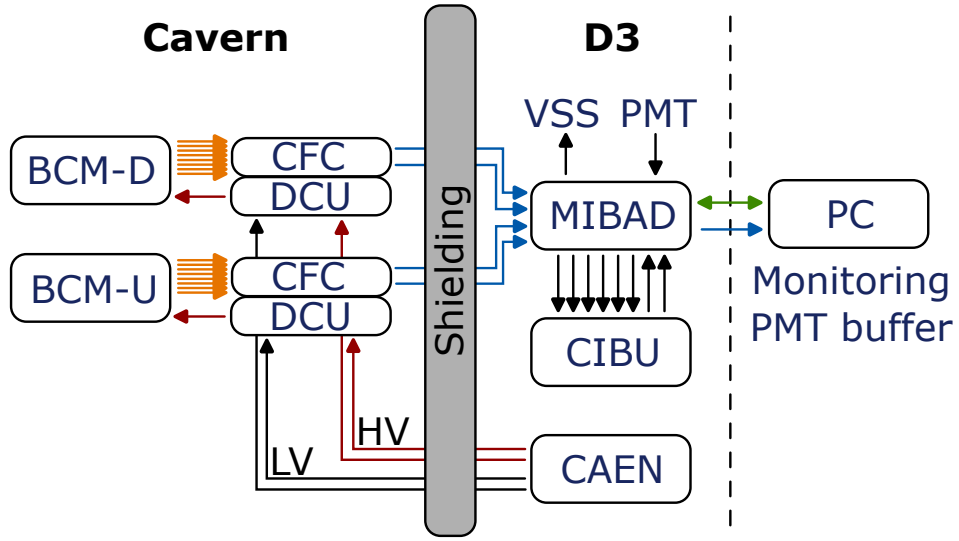 Cavern
D3
VSS
PMT
BCM-D
CFC
DCU
MIBAD
PC
BCM-U
CFC
DCU
Shielding
Monitoring
PMT buffer
CIBU
HV
LV
CAEN